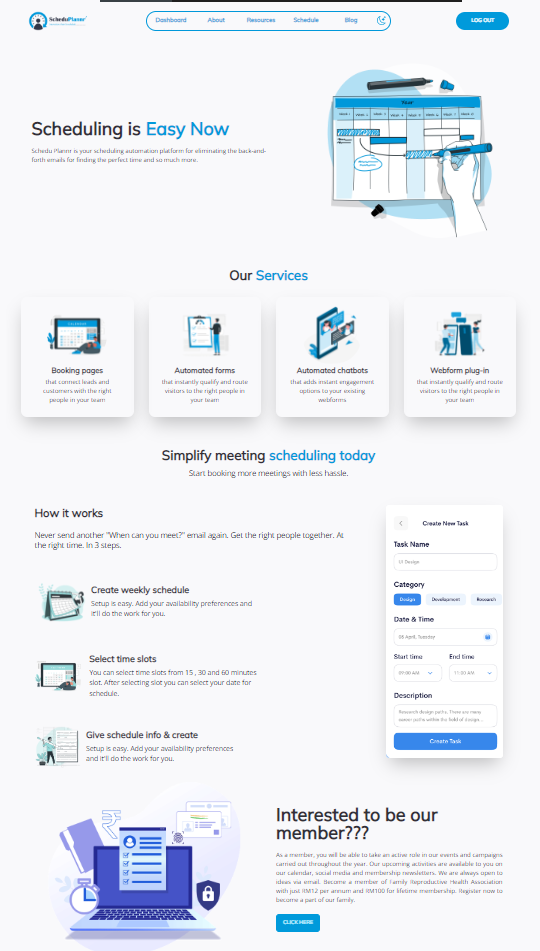 ScheduPlannr
Dashboard
About
Resources
Schedule
Blog
LOG OUT
Scheduling is Easy Now
Schedu Plannr is your scheduling automation platform for eliminating the back-and-
forth emails for finding the perfect time and so much more.
Our Services
Booking pages
that connect leads and
customers with the right
people in your team
Automated forms
that instantly qualify and route
visitors to the right people in
your team
Automated chatbots
that adds instant engagement
options to your existing
webforms
Webform plug-in
that instantly qualify and route
visitors to the right people in
your team
Simplify meeting scheduling today
Start booking more meetings with less hassle.
How it works
Never send another "When can you meet?" email again. Get the right people together. At
the right time. In 3 steps.
Create weekly schedule
Setup is easy. Add your availability preferences and
it'll do the work for you.
Select time slots
You can select time slots from 15 , 30 and 60 minutes
slot. After selecting slot you can select your date for
schedule.
Give schedule info & create
Setup is easy. Add your availability preferences
and it'll do the work for you.
Create New Task
Task Name
UI Design
Category
Design
Development
Research
Date & Time
05 April, Tuesday
Start time
End time
09:00 AM
11:00 AM
Description
Research design paths. There are many
career paths within the field of design...
Create Task
Interested to be our
member???
As a member, you will be able to take an active role in our events and campaigns
carried out throughout the year. Our upcoming activities are available to you on
our calendar, social media and membership newsletters. We are always open to
ideas via email. Become a member of Family Reproductive Health Association
with just RM12 per annum and RM100 for lifetime membership. Register now to
become a part of our family.
CLICK HERE